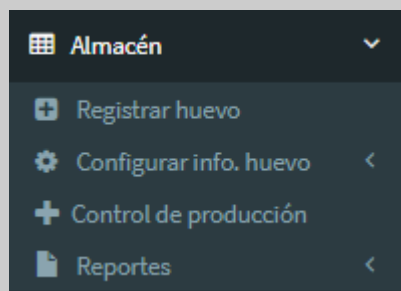 Almacén
Registrar huevo
Configurar info. huevo
Control de producción
Reportes